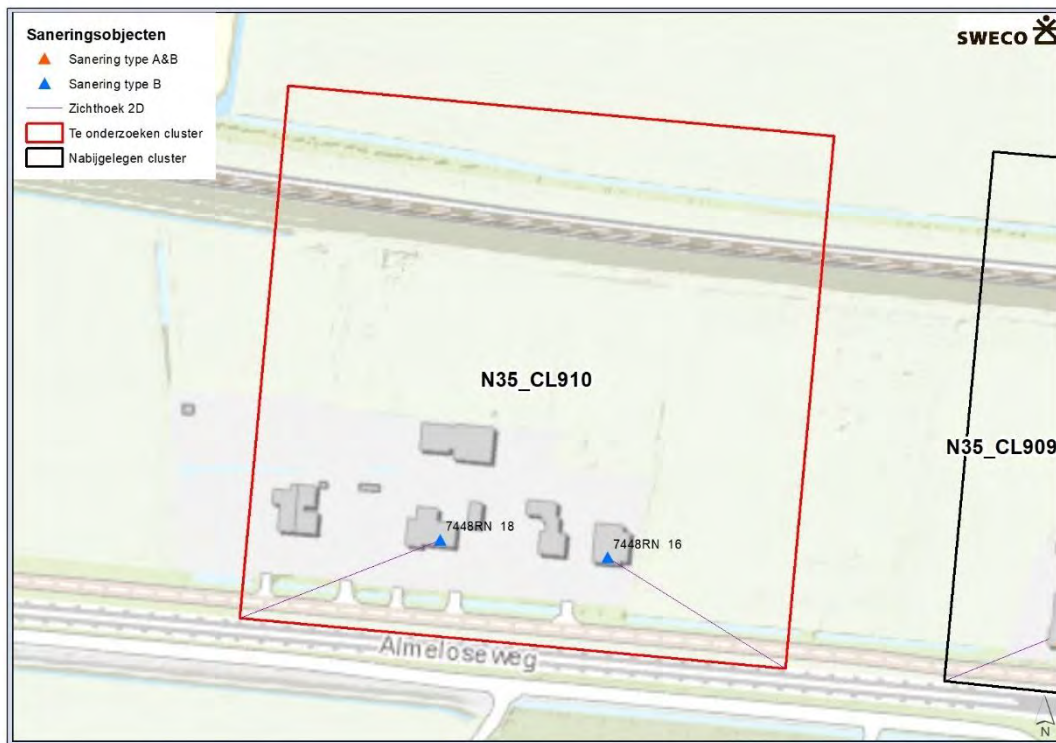 Saneringsobjecten
Sanering type A&B
Sanering type B
Zichthoek 2D
Te onderzoeken cluster
Nabijgelegen cluster
SWECO
N35_CL910
N35_CL909
7448RN 18
7448RN 16
Almeloseweg
N